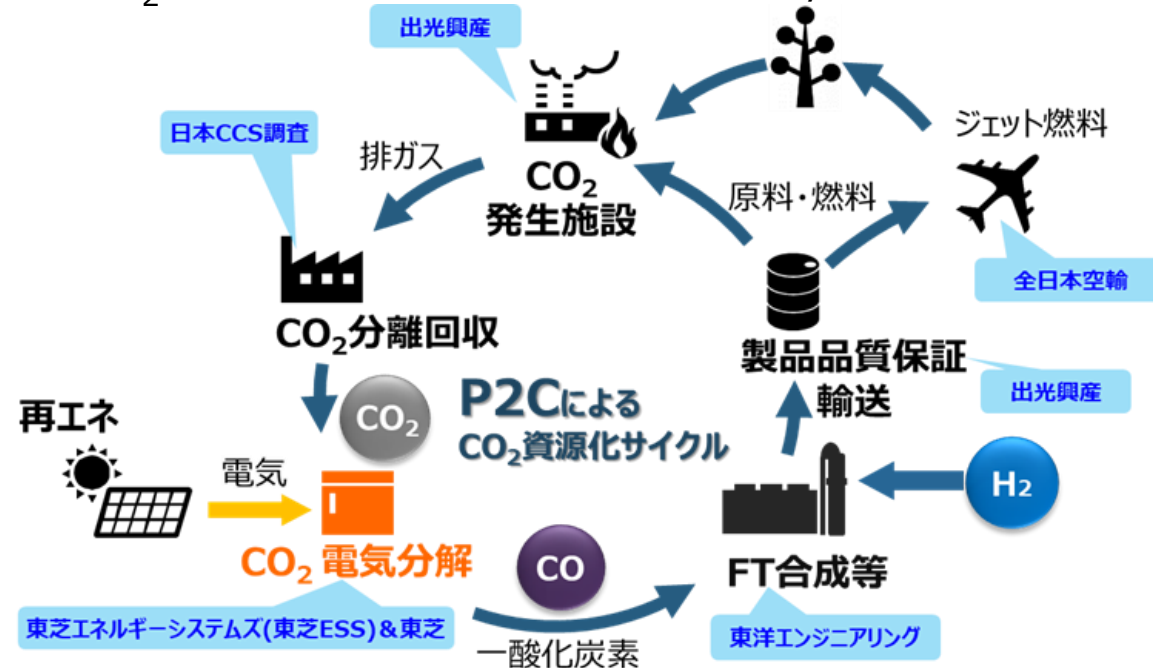 2
出光興産
日本CCS調査
排ガス
CO2
発生施設
ジェット燃料
原料・燃料
全日本空輸
CO2分離回収
製品品質保証
輸送
出光興産
再エネ
CO2
P2Cによる
CO2資源化サイクル
電気
H2
CO2 電気分解
CO
FT合成等
東芝エネルギーシステムズ(東芝ESS)&東芝
一酸化炭素
東洋エンジニアリング